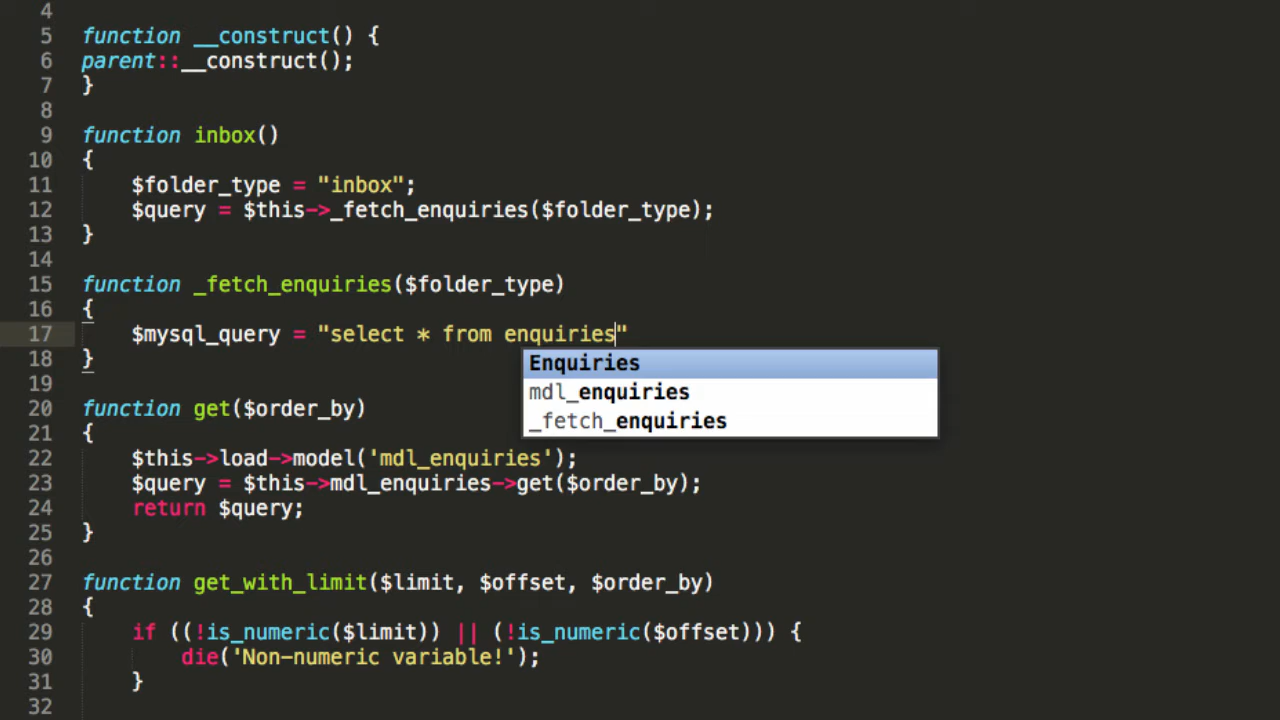 4
5 function __construct() {
6 parent::__construct();
7 }
8
9 function inbox()
10 {
11 $folder_type = "inbox";
12 $query = $this->_fetch_enquiries($folder_type);
13 }
14
15 function _fetch_enquiries($folder_type)
16 {
17 $mysql_query = "select * from enquiries"
18 }
Enquiries
19
mdl_enquiries
20 function get($order_by)
_fetch_enquiries
21 {
22 $this->load->model('mdl_enquiries');
23 $query = $this->mdl_enquiries->get($order_by);
24 return $query;
25 }
26
27 function get_with_limit($limit, $offset, $order_by)
28 {
29 if ((!is_numeric($limit)) || (!is_numeric($offset))) {
30 die('Non-numeric variable!');
31 }
32